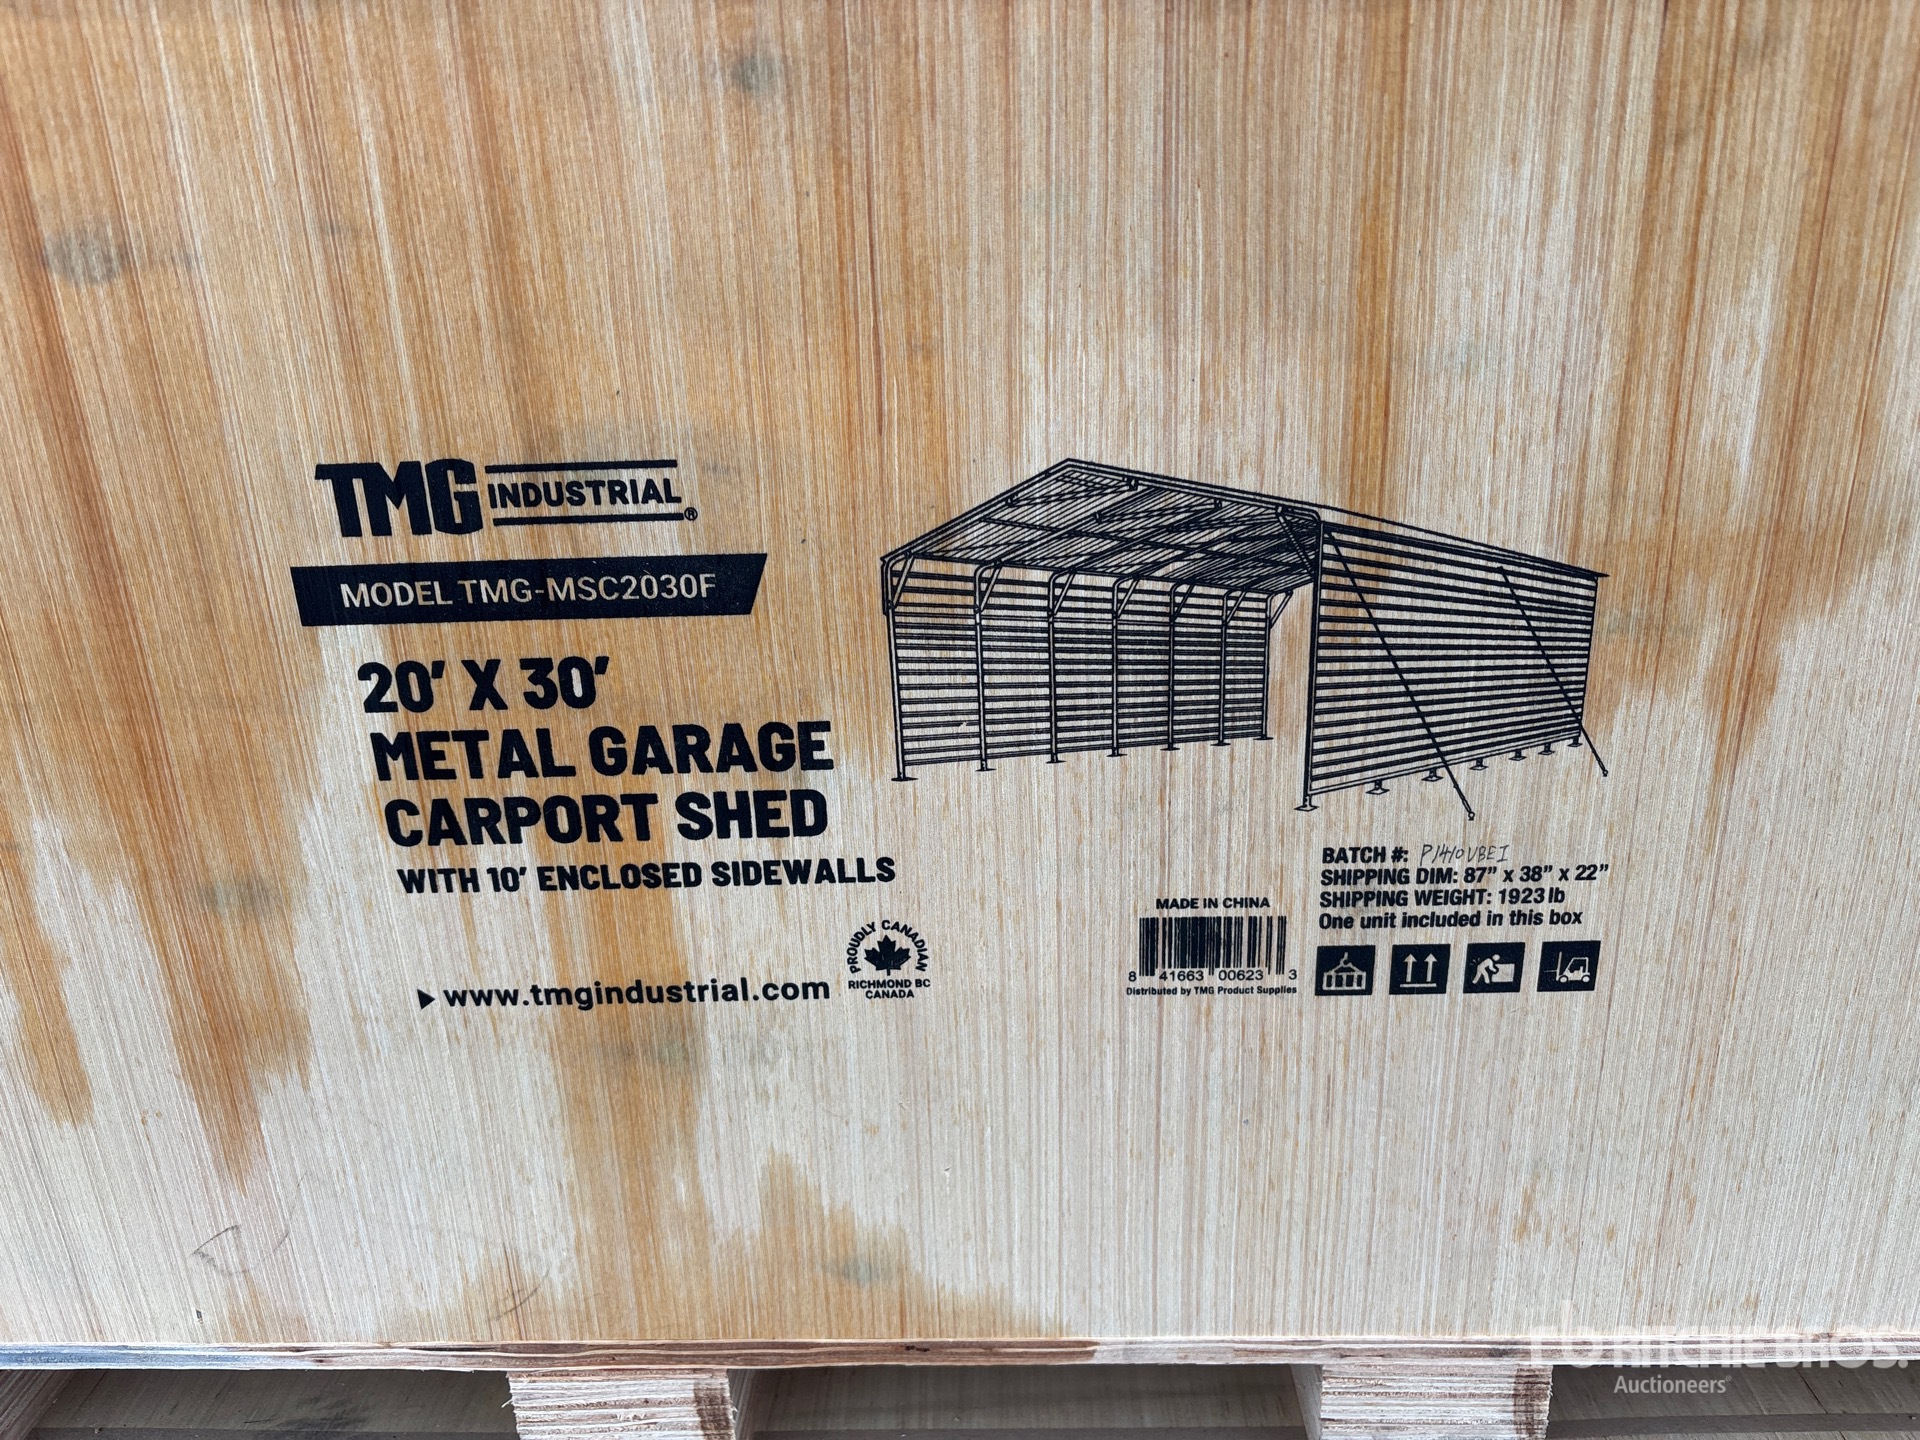 TMG INDUSTRIAL®
MODEL TMG-MSC2030F
20' X 30'
METAL GARAGE
CARPORT SHED
WITH 10' ENCLOSED SIDEWALLS
www.tmgindustrial.com
PROUDLY CANADIAN
RICHMOND BC
CANADA
MADE IN CHINA
8 41663 00623 3
Distributed by TMG Product Supplies
BATCH #:
SHIPPING DIM: 87" x 38" x 22"
SHIPPING WEIGHT: 1923 lb
One unit included in this box
RITCHIE BROS.
Auctioneers®